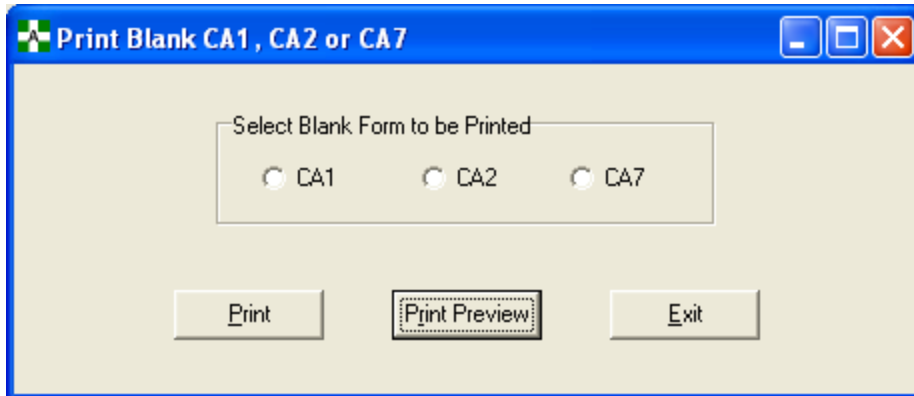 Print Blank CA1, CA2 or CA7
Select Blank Form to be Printed
CA1 CA2 CA7
Print Print Preview Exit